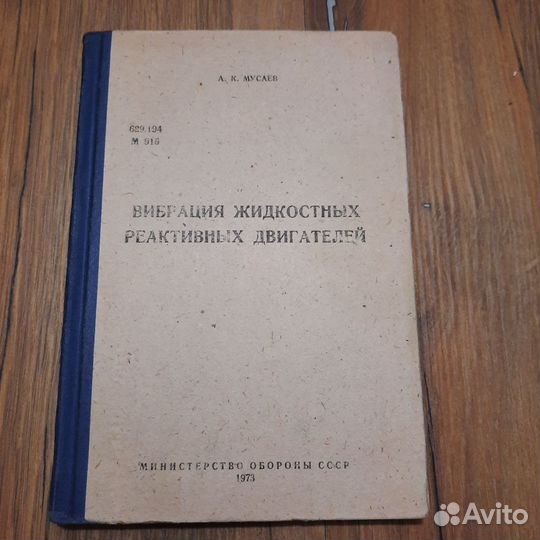 А. К. МУСАЕВ
629.194
М 916
ВИБРАЦИЯ ЖИДКОСТНЫХ
РЕАКТИВНЫХ ДВИГАТЕЛЕЙ
МИНИСТЕРСТВО ОБОРОНЫ СССР
1973
Avito